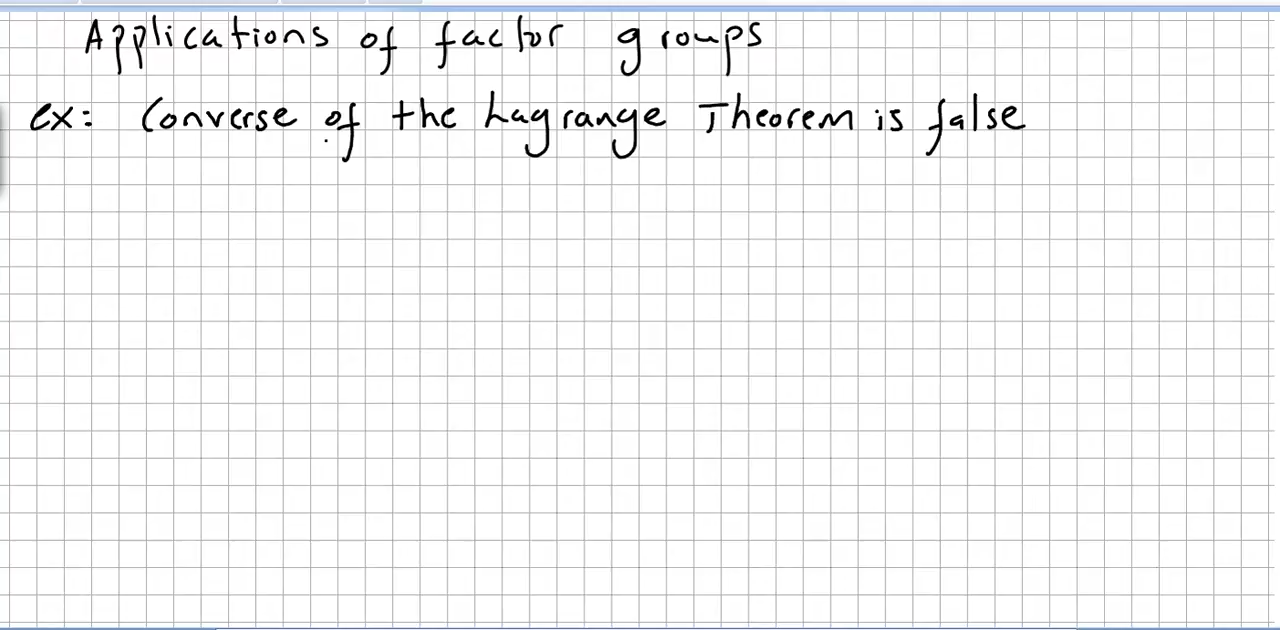 Applications of factor groups
ex: Converse of the Lagrange Theorem is false